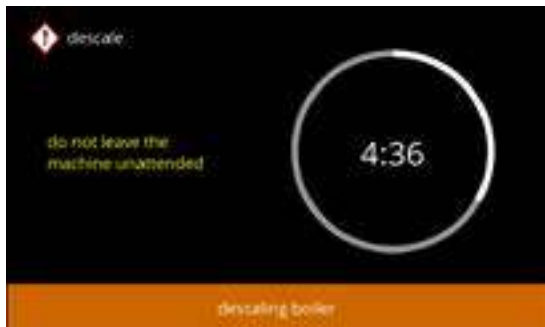 descale
do not leave the
machine unattended
4:36
descaling boiler